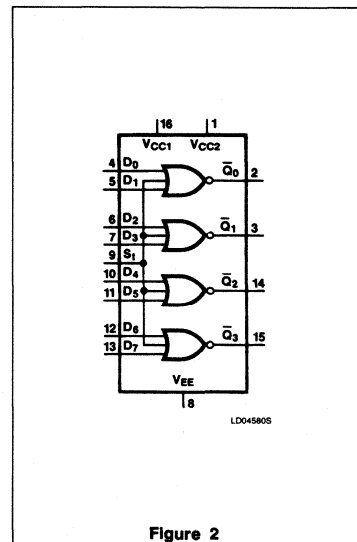 16 1
VCC1 VCC2
4 D0 Q̅0 2
5 D1
6 D2 Q̅1 3
7 D3
9 S1
10 D4 Q̅2 14
11 D5
12 D6 Q̅3 15
13 D7
VEE
8
LD04580S
Figure 2